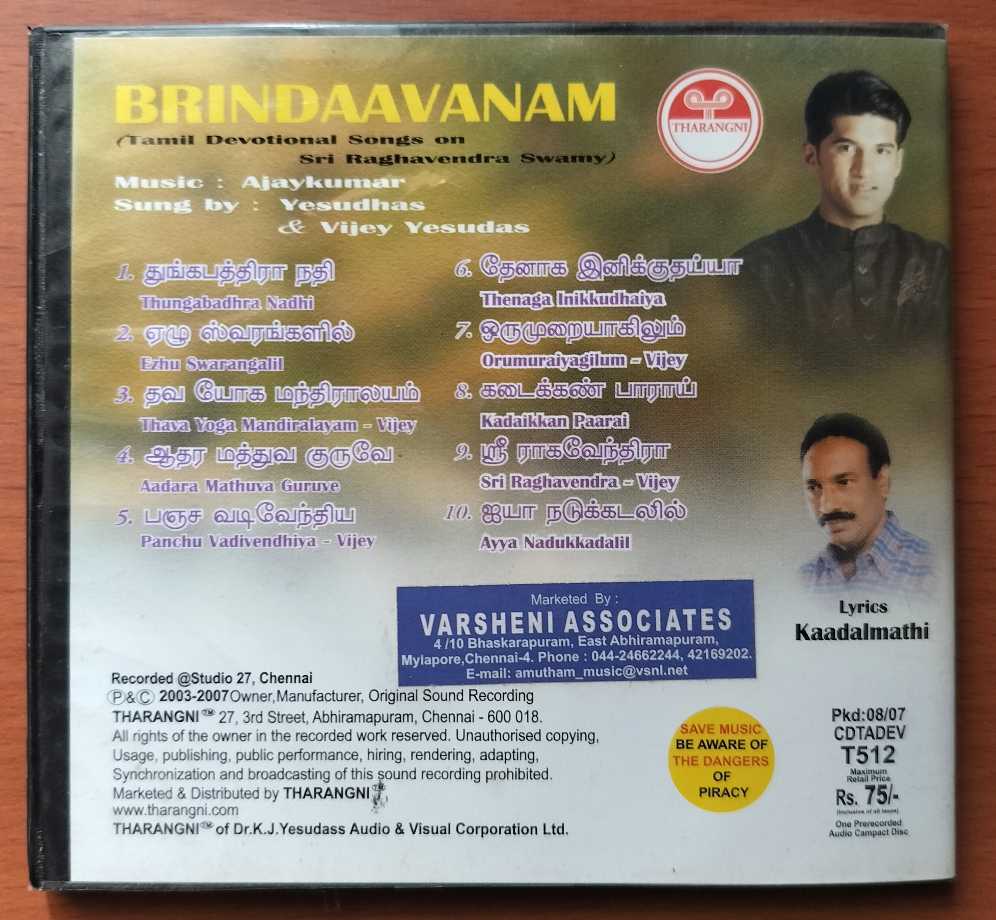 BRINDAAVANAM
(Tamil Devotional Songs on
Sri Raghavendra Swamy)
Music : Ajaykumar
Sung by : Yesudhas
& Vijey Yesudas
THARANGNI
1. துங்கபத்திரா நதி
Thungabadhra Nadhi
2. ஏழு ஸ்வரங்களில்
Ezhu Swarangalil
3. தவ யோக மந்திராலயம்
Thava Yoga Mandiralayam - Vijey
4. ஆதர மத்துவ குருவே
Aadara Mathuva Guruve
5. பஞ்ச வடிவேந்திய
Panchu Vadivendhiya - Vijey
6. தேனாக இனிக்குதய்யா
Thenaga Inikkudhaiya
7. ஒருமுறையாகிலும்
Orumuraiyagilum - Vijey
8. கடைக்கண் பாராய்
Kadaikkan Paarai
9. ஸ்ரீ ராகவேந்திரா
Sri Raghavendra - Vijey
10. ஐயா நடுக்கடலில்
Ayya Nadukkadalil
Lyrics
Kaadalmathi
Marketed By :
VARSHENI ASSOCIATES
4 /10 Bhaskarapuram, East Abhiramapuram,
Mylapore,Chennai-4. Phone : 044-24662244, 42169202.
E-mail: amutham_music@vsnl.net
Recorded @Studio 27, Chennai
Ⓟ&Ⓒ 2003-2007 Owner,Manufacturer, Original Sound Recording
THARANGNI™ 27, 3rd Street, Abhiramapuram, Chennai - 600 018.
All rights of the owner in the recorded work reserved. Unauthorised copying,
Usage, publishing, public performance, hiring, rendering, adapting,
Synchronization and broadcasting of this sound recording prohibited.
Marketed & Distributed by THARANGNI
www.tharangni.com
THARANGNI™ of Dr.K.J.Yesudass Audio & Visual Corporation Ltd.
SAVE MUSIC
BE AWARE OF
THE DANGERS
OF
PIRACY
Pkd:08/07
CDTADEV
T512
Maximum
Retail Price
Rs. 75/-
(Inclusive of all taxes)
One Prerecorded
Audio Campact Disc